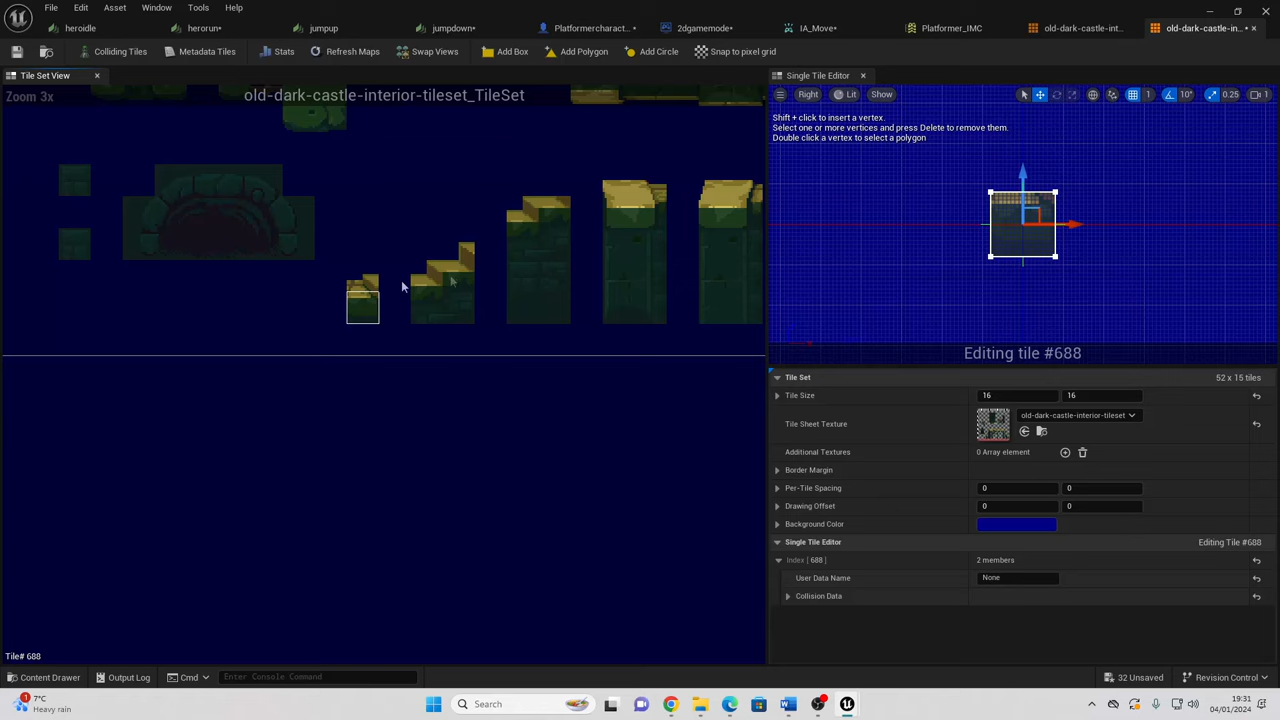 File Edit Asset Window Tools Help
heroidle herorun* jumpup jumpdown* Platformercharact...* 2dgamemode* IA_Move* Platformer_IMC old-dark-castle-int... old-dark-castle-in...*
Colliding Tiles Metadata Tiles Stats Refresh Maps Swap Views Add Box Add Polygon Add Circle Snap to pixel grid
Tile Set View Single Tile Editor
Zoom 3x old-dark-castle-interior-tileset_TileSet
Right Lit Show 1 10° 0.25 1
Shift + click to insert a vertex.
Select one or more vertices and press Delete to remove them.
Double click a vertex to select a polygon
Editing tile #688
Tile Set 52 x 15 tiles
Tile Size 16 16
Tile Sheet Texture old-dark-castle-interior-tileset
Additional Textures 0 Array element
Border Margin
Per-Tile Spacing 0 0
Drawing Offset 0 0
Background Color
Single Tile Editor Editing Tile #688
Index [ 688 ] 2 members
User Data Name None
Collision Data
Tile# 688
Content Drawer Output Log Cmd Enter Console Command 32 Unsaved Revision Control
1 7°C
Heavy rain
Search
19:31
04/01/2024